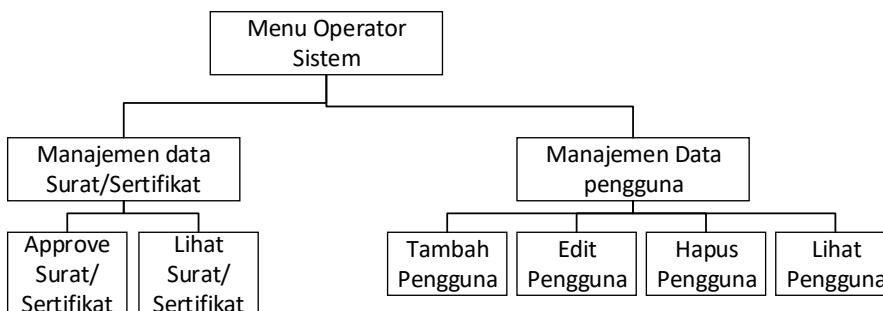 Menu Operator
Sistem
Manajemen data
Surat/Sertifikat
Manajemen Data
pengguna
Approve
Surat/
Sertifikat
Lihat
Surat/
Sertifikat
Tambah
Pengguna
Edit
Pengguna
Hapus
Pengguna
Lihat
Pengguna